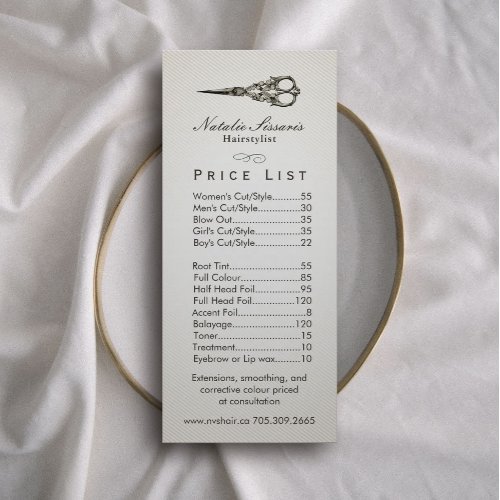 Natalie Sissaris
Hairstylist
PRICE LIST
Women's Cut/Style..........55
Men's Cut/Style...............30
Blow Out........................35
Girl's Cut/Style................35
Boy's Cut/Style................22
Root Tint.........................55
Full Colour......................85
Half Head Foil................95
Full Head Foil...............120
Accent Foil.......................8
Balayage......................120
Toner.............................15
Treatment.......................10
Eyebrow or Lip wax.........10
Extensions, smoothing, and
corrective colour priced
at consultation
www.nvshair.ca 705.309.2665